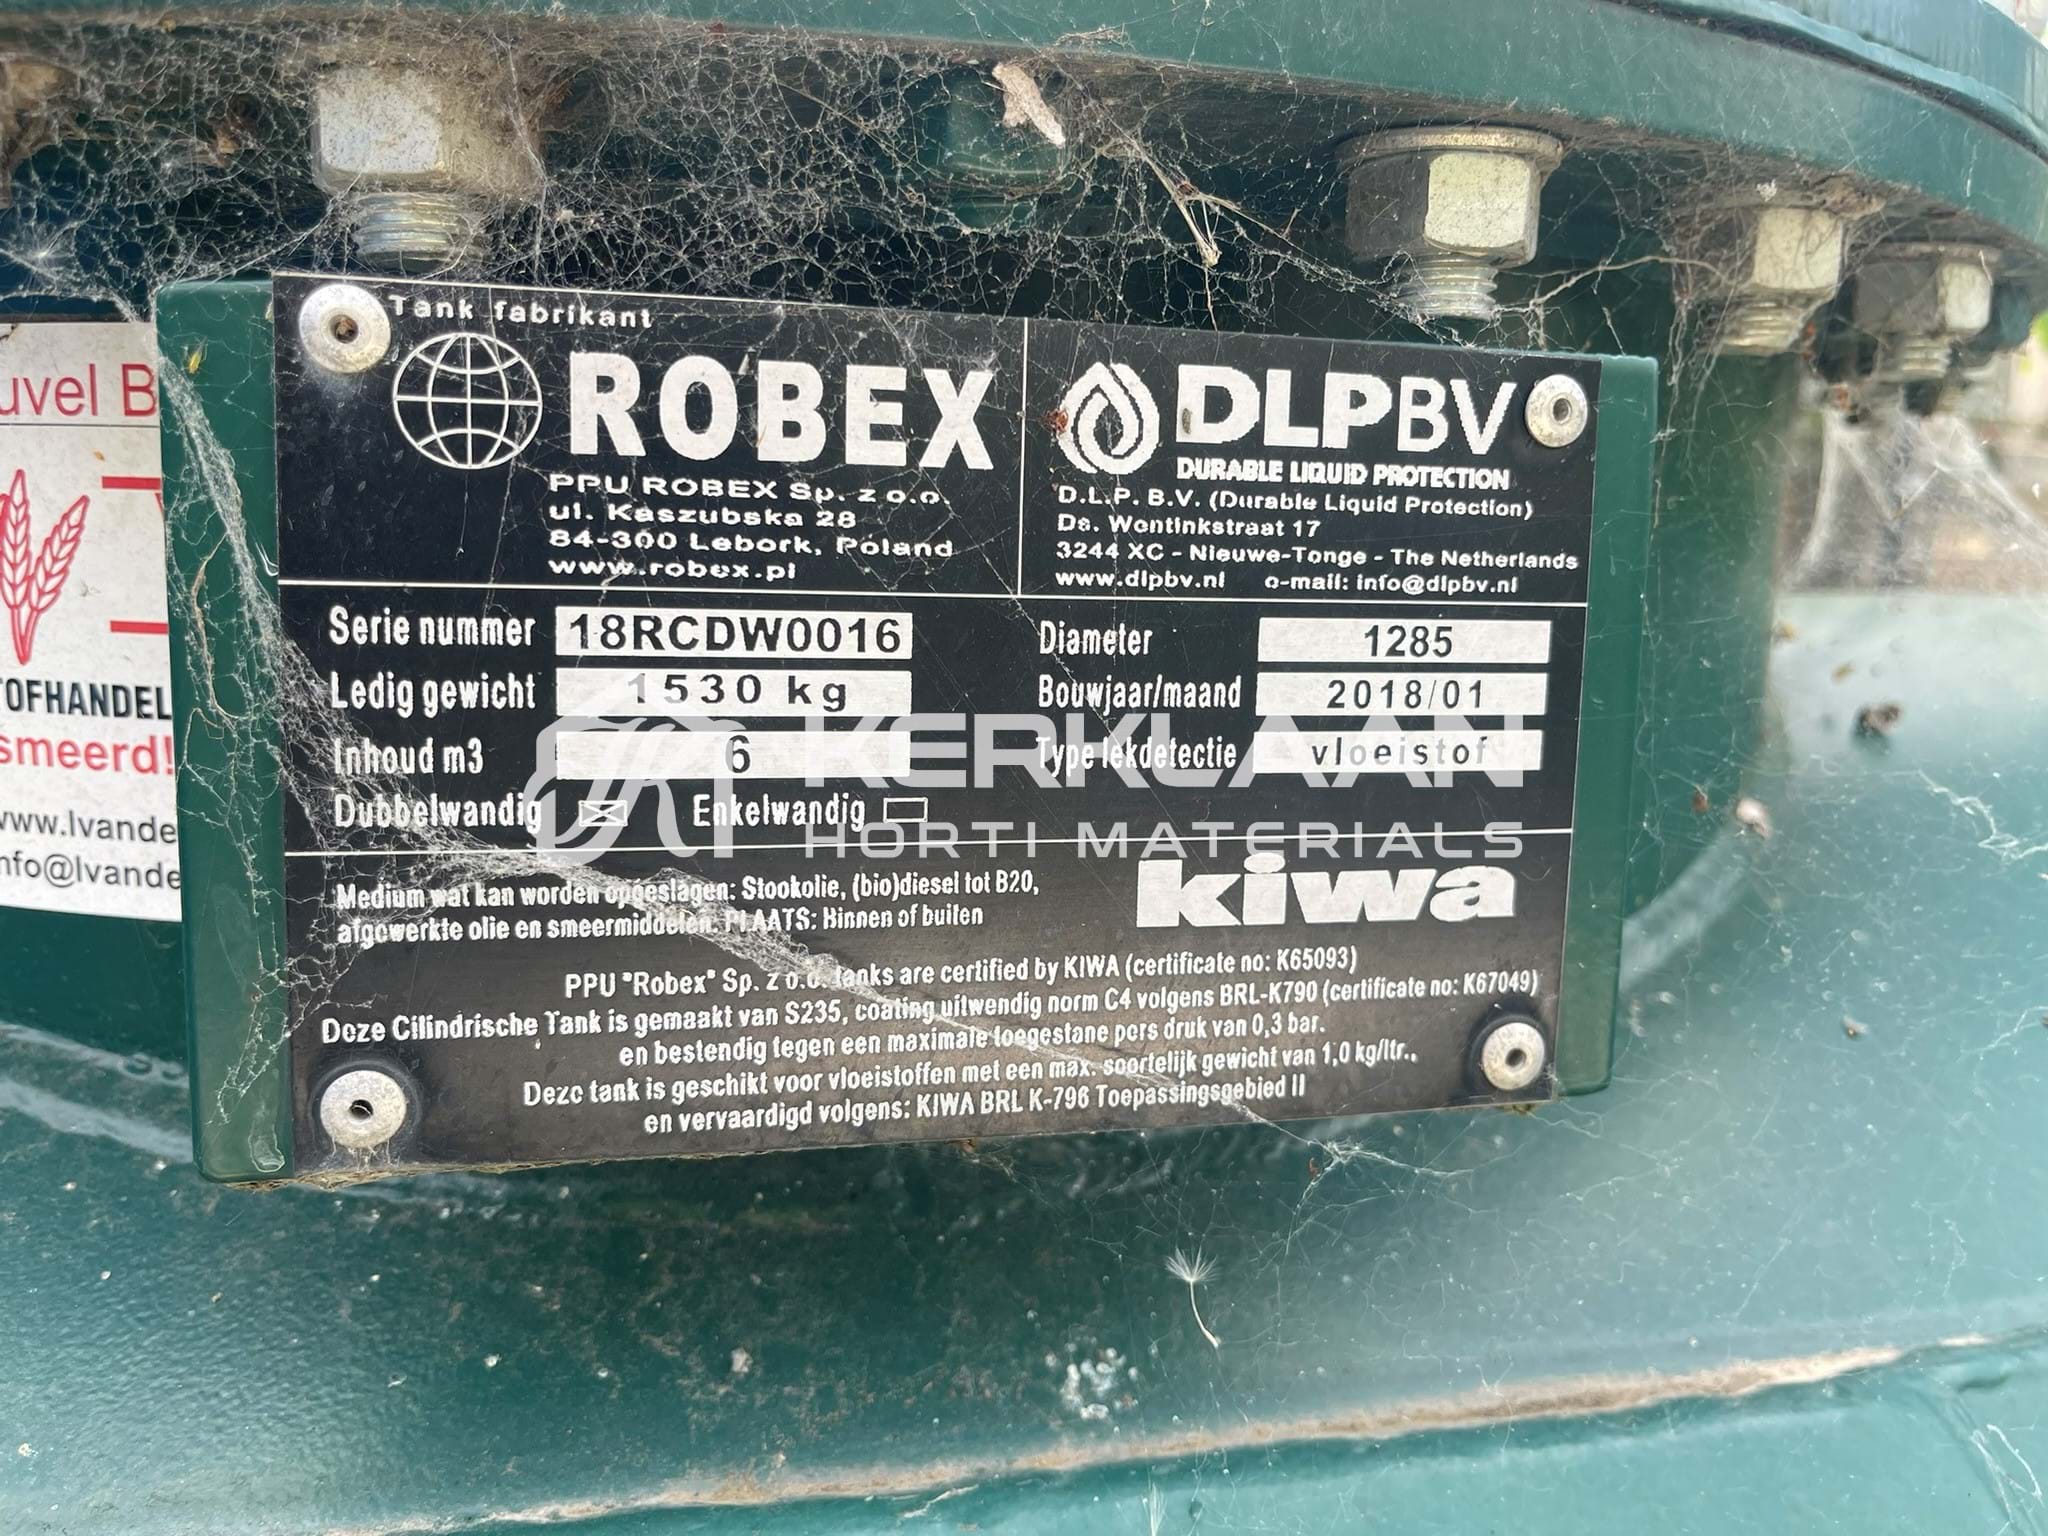 Tank fabrikant
ROBEX
PPU ROBEX Sp. z o.o.
ul. Kaszubska 28
84-300 Lebork, Poland
www.robex.pl
DLPBV
DURABLE LIQUID PROTECTION
D.L.P. B.V. (Durable Liquid Protection)
Ds. Wontinkstraat 17
3244 XC - Nieuwe-Tonge - The Netherlands
www.dlpbv.nl e-mail: info@dlpbv.nl
Serie nummer 18RCDW0016
Ledig gewicht 1530 kg
Inhoud m3 6
Dubbelwandig ☒ Enkelwandig ☐
Diameter 1285
Bouwjaar/maand 2018/01
Type lekdetectie vloeistof
Medium wat kan worden opgeslagen: Stookolie, (bio)diesel tot B20,
afgewerkte olie en smeermiddelen. PLAATS: Binnen of buiten
kiwa
PPU "Robex" Sp. z o.o. tanks are certified by KIWA (certificate no: K65093)
Deze Cilindrische Tank is gemaakt van S235, coating uitwendig norm C4 volgens BRL-K790 (certificate no: K67049)
en bestendig tegen een maximale toegestane pers druk van 0,3 bar.
Deze tank is geschikt voor vloeistoffen met een max. soortelijk gewicht van 1,0 kg/ltr.,
en vervaardigd volgens: KIWA BRL K-796 Toepassingsgebied II
uvel B
TOFHANDEL
smeerd!
www.lvande
info@lvande
KERKLAAN
HORTI MATERIALS